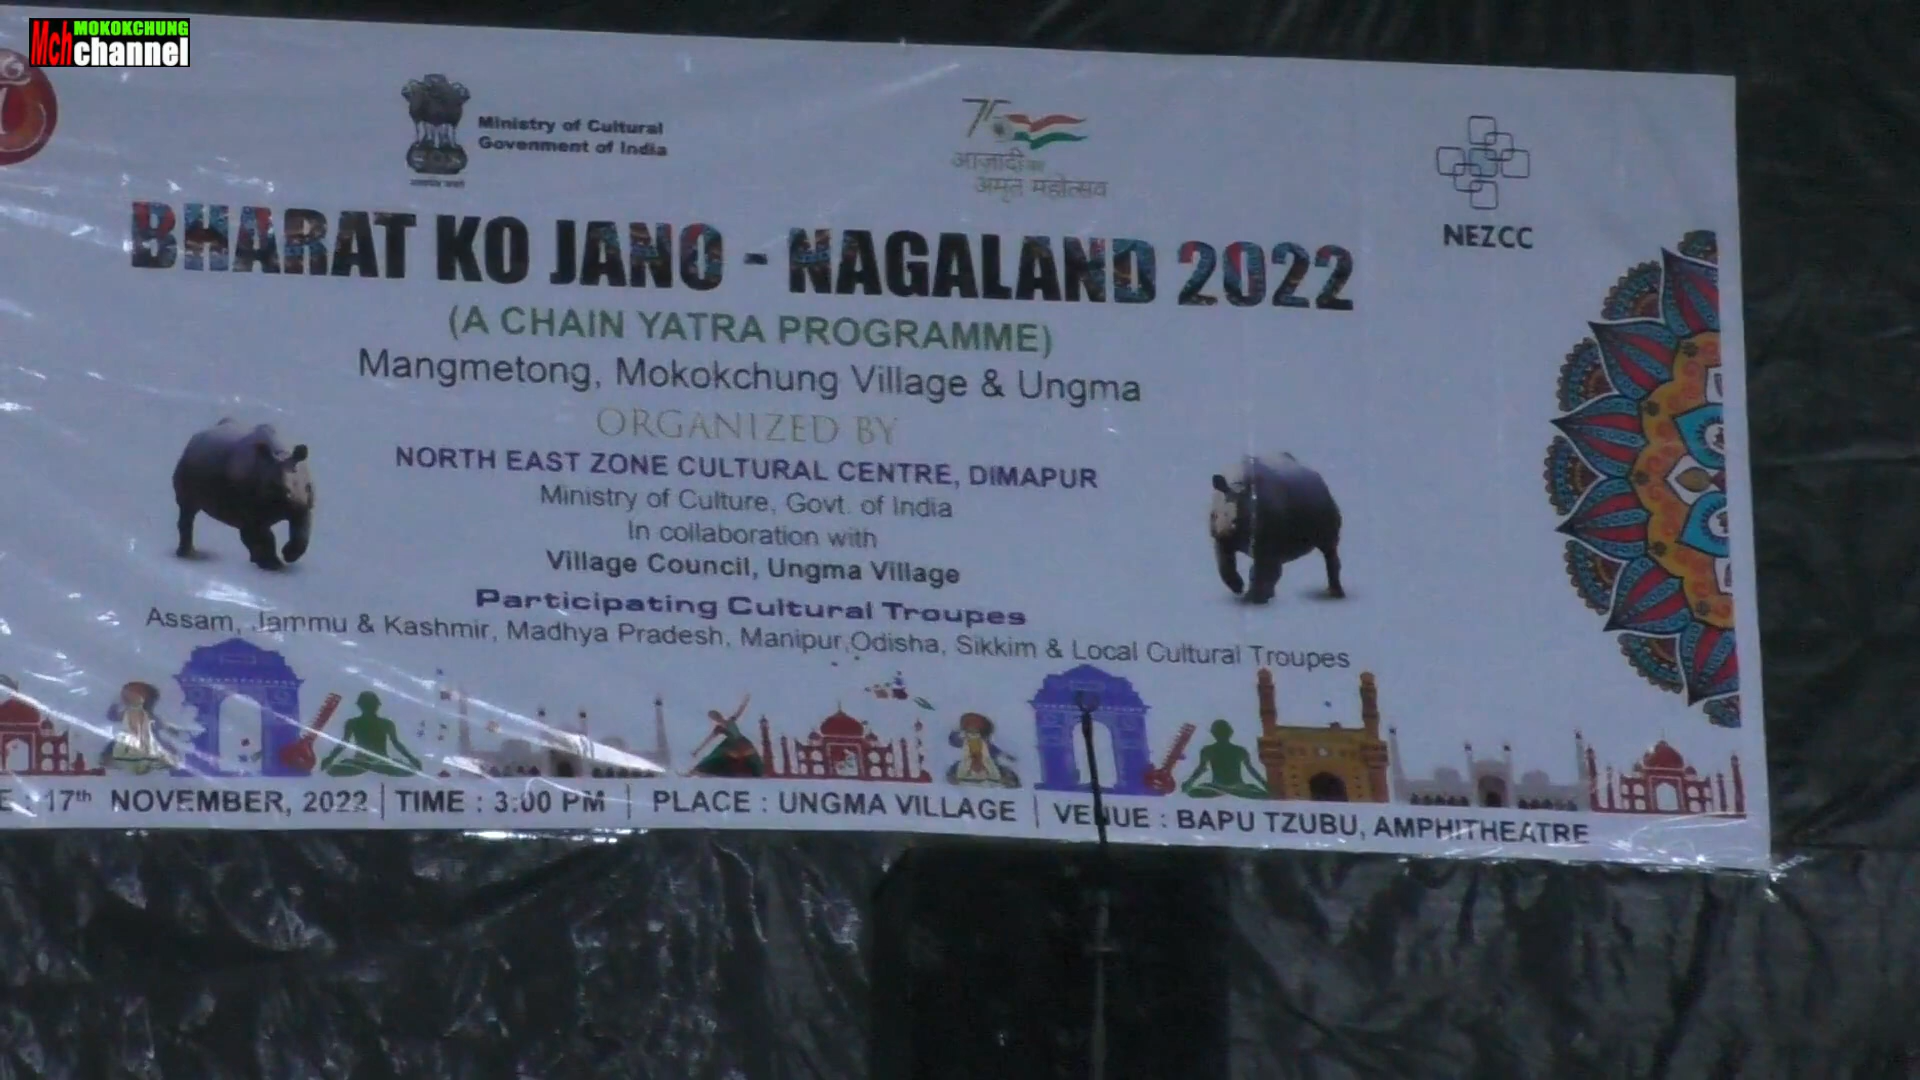 MOKOKCHUNG
Mch channel
Ministry of Cultural
Govenment of India
75
आज़ादी का
अमृत महोत्सव
NEZCC
BHARAT KO JANO - NAGALAND 2022
(A CHAIN YATRA PROGRAMME)
Mangmetong, Mokokchung Village & Ungma
ORGANIZED BY
NORTH EAST ZONE CULTURAL CENTRE, DIMAPUR
Ministry of Culture, Govt. of India
In collaboration with
Village Council, Ungma Village
Participating Cultural Troupes
Assam, Jammu & Kashmir, Madhya Pradesh, Manipur,Odisha, Sikkim & Local Cultural Troupes
E : 17th NOVEMBER, 2022 | TIME : 3:00 PM | PLACE : UNGMA VILLAGE | VENUE : BAPU TZUBU, AMPHITHEATRE